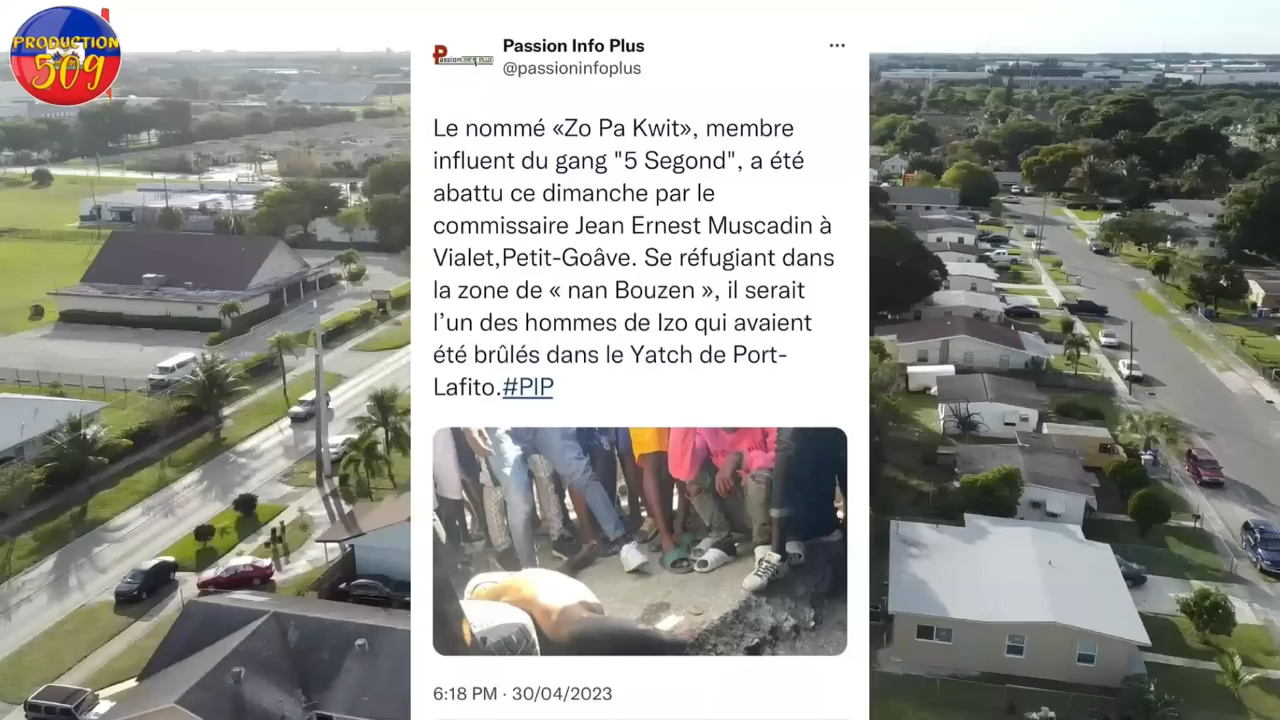 PRODUCTION
509
Passion Info Plus
@passioninfoplus
Passion INFO PLUS
Le nommé «Zo Pa Kwit», membre
influent du gang "5 Segond", a été
abattu ce dimanche par le
commissaire Jean Ernest Muscadin à
Vialet,Petit-Goâve. Se réfugiant dans
la zone de « nan Bouzen », il serait
l’un des hommes de Izo qui avaient
été brûlés dans le Yatch de Port-
Lafito.#PIP
6:18 PM · 30/04/2023